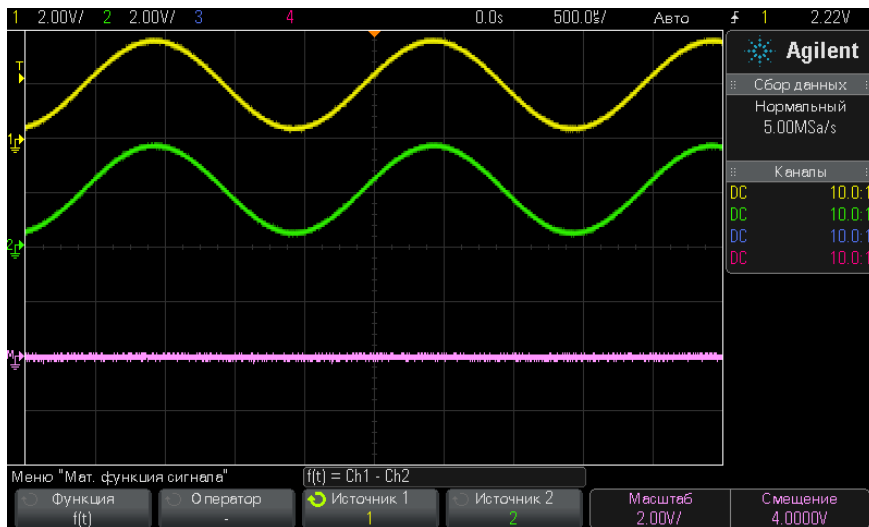 1 2.00V/ 2 2.00V/ 3 4 0.0s 500.0㎲/ Авто 1 2.22V
Agilent
Сбор данных
Нормальный
5.00MSa/s
Каналы
DC 10.0:1
DC 10.0:1
DC 10.0:1
DC 10.0:1
T
1
2
M
Меню "Мат. функция сигнала" f(t) = Ch1 - Ch2
Функция Оператор Источник 1 Источник 2 Масштаб Смещение
f(t) - 1 2 2.00V/ 4.0000V